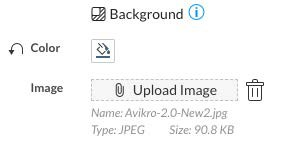 Background
Color
Image
Upload Image
Name: Avikro-2.0-New2.jpg
Type: JPEG Size: 90.8 KB